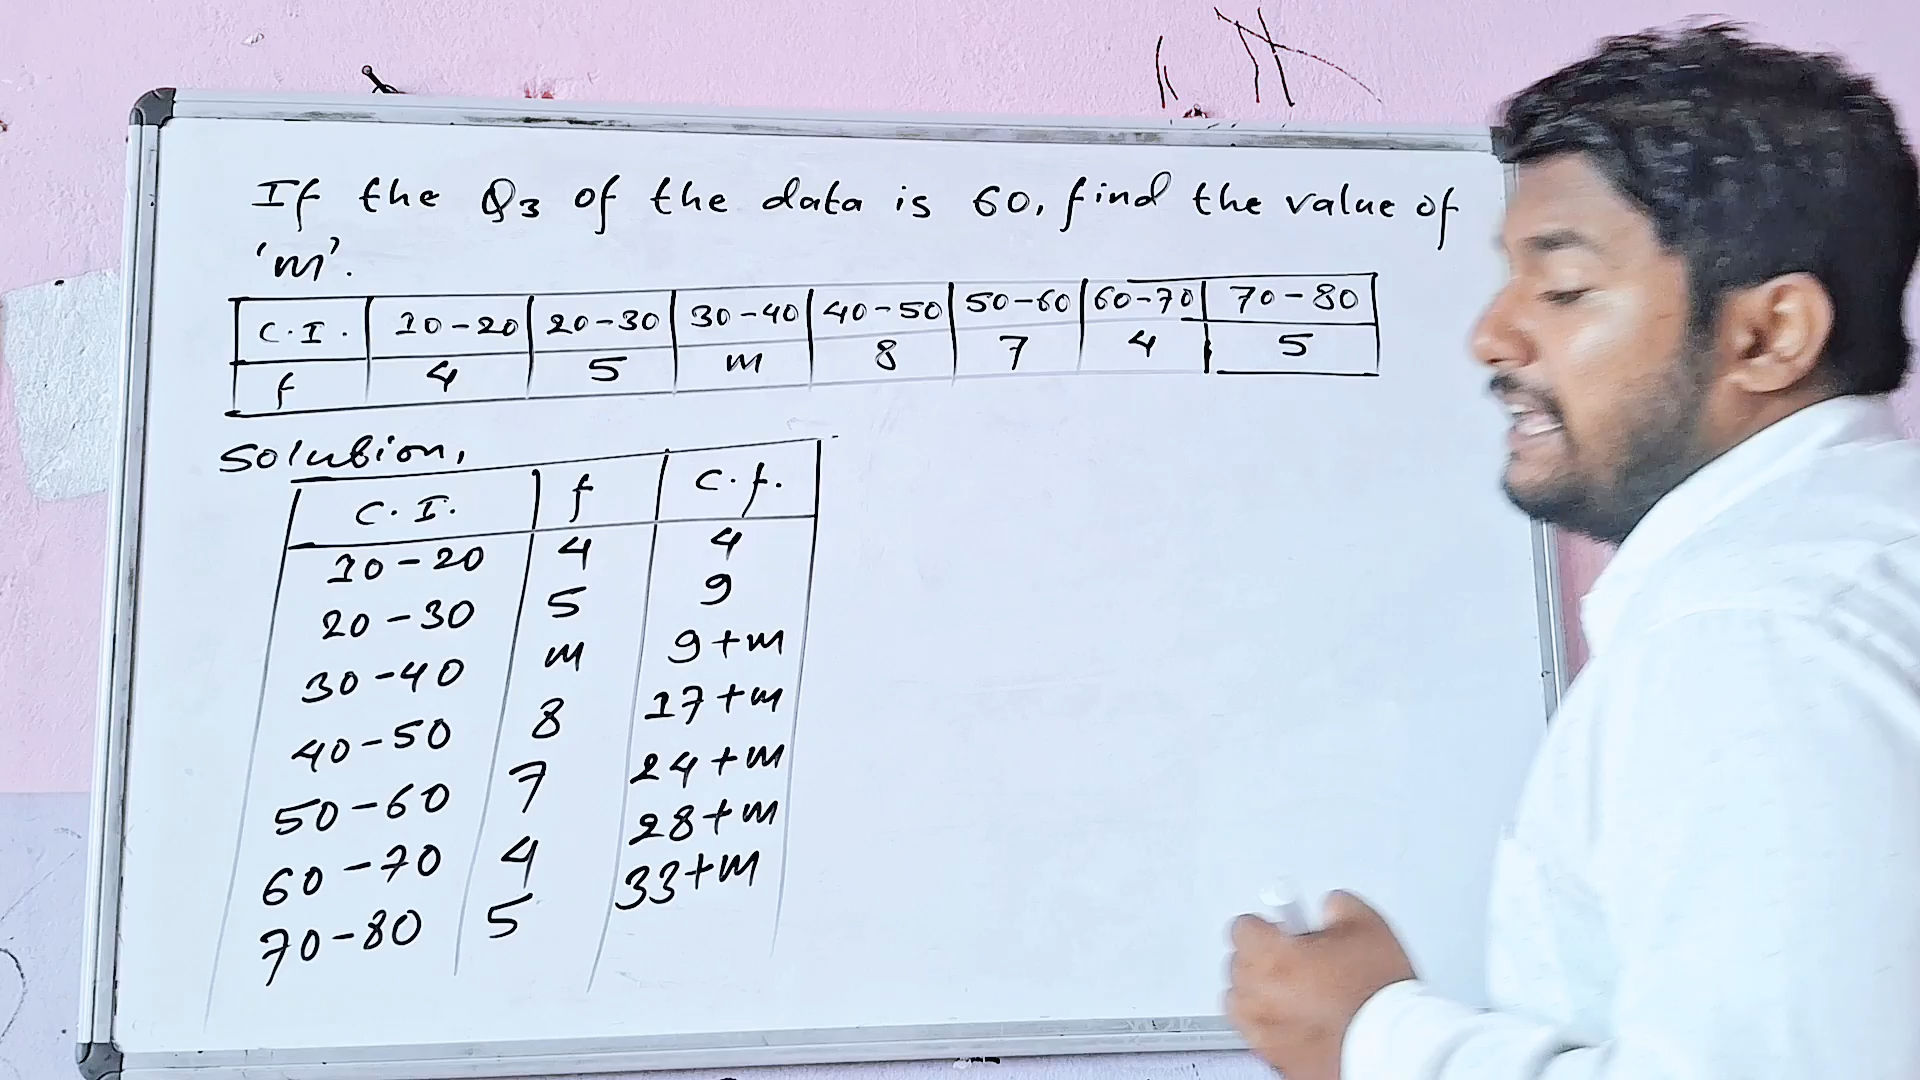 If the Q3 of the data is 60, find the value of
'm'.
C.I. 10-20 20-30 30-40 40-50 50-60 60-70 70-80
f 4 5 m 8 7 4 5
Solution,
C.I. f c.f.
10-20 4 4
20-30 5 9
30-40 m 9+m
40-50 8 17+m
50-60 7 24+m
60-70 4 28+m
70-80 5 33+m